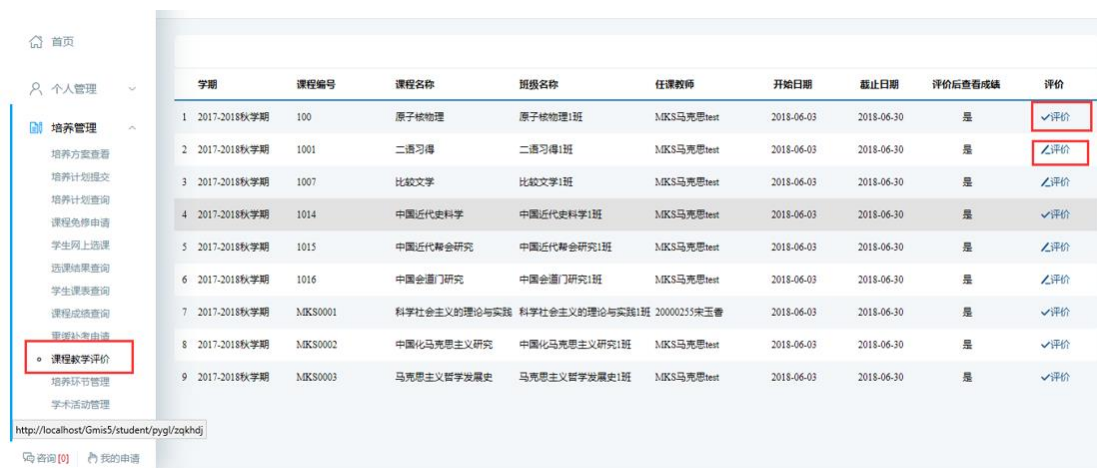 首页
个人管理
培养管理
培养方案查看
培养计划提交
培养计划查询
课程免修申请
学生网上选课
选课结果查询
学生课表查询
课程成绩查询
重缓补考申请
课程教学评价
培养环节管理
学术活动管理
http://localhost/Gmis5/student/pygl/zqkhdj
咨询[0] 我的申请
学期 课程编号 课程名称 班级名称 任课教师 开始日期 截止日期 评价后查看成绩 评价
1 2017-2018秋学期 100 原子核物理 原子核物理1班 MKS马克思test 2018-06-03 2018-06-30 是 评价
2 2017-2018秋学期 1001 二语习得 二语习得1班 MKS马克思test 2018-06-03 2018-06-30 是 评价
3 2017-2018秋学期 1007 比较文学 比较文学1班 MKS马克思test 2018-06-03 2018-06-30 是 评价
4 2017-2018秋学期 1014 中国近代史科学 中国近代史科学1班 MKS马克思test 2018-06-03 2018-06-30 是 评价
5 2017-2018秋学期 1015 中国近代帮会研究 中国近代帮会研究1班 MKS马克思test 2018-06-03 2018-06-30 是 评价
6 2017-2018秋学期 1016 中国会道门研究 中国会道门研究1班 MKS马克思test 2018-06-03 2018-06-30 是 评价
7 2017-2018秋学期 MKS0001 科学社会主义的理论与实践 科学社会主义的理论与实践1班 20000255宋玉香 2018-06-03 2018-06-30 是 评价
8 2017-2018秋学期 MKS0002 中国化马克思主义研究 中国化马克思主义研究1班 MKS马克思test 2018-06-03 2018-06-30 是 评价
9 2017-2018秋学期 MKS0003 马克思主义哲学发展史 马克思主义哲学发展史1班 MKS马克思test 2018-06-03 2018-06-30 是 评价